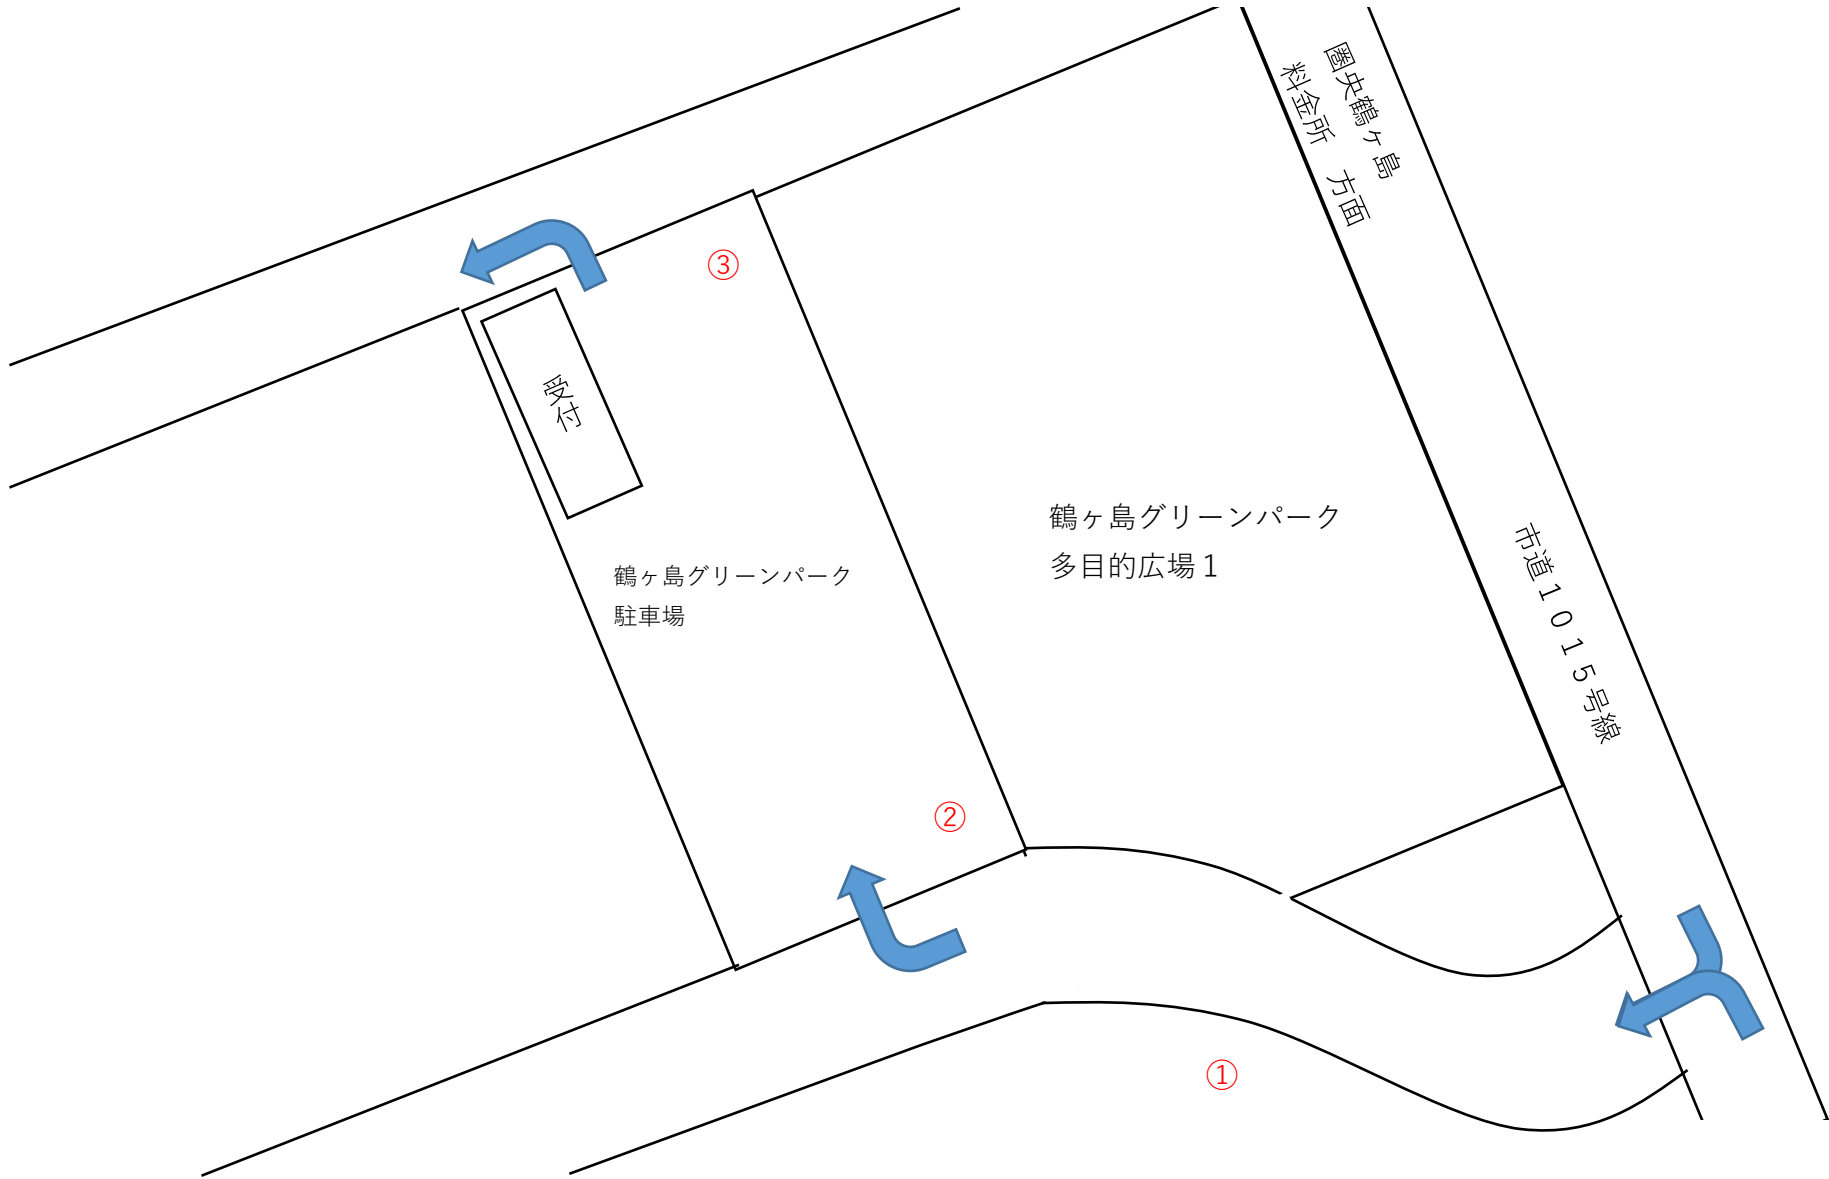 圏央鶴ヶ島
料金所　方面
③
受付
鶴ヶ島グリーンパーク
多目的広場１
市道１０１５号線
鶴ヶ島グリーンパーク
駐車場
②
①